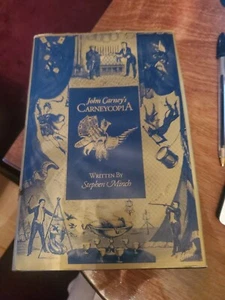 John Carney's
CARNEYCOPIA
WRITTEN BY
Stephen Minch